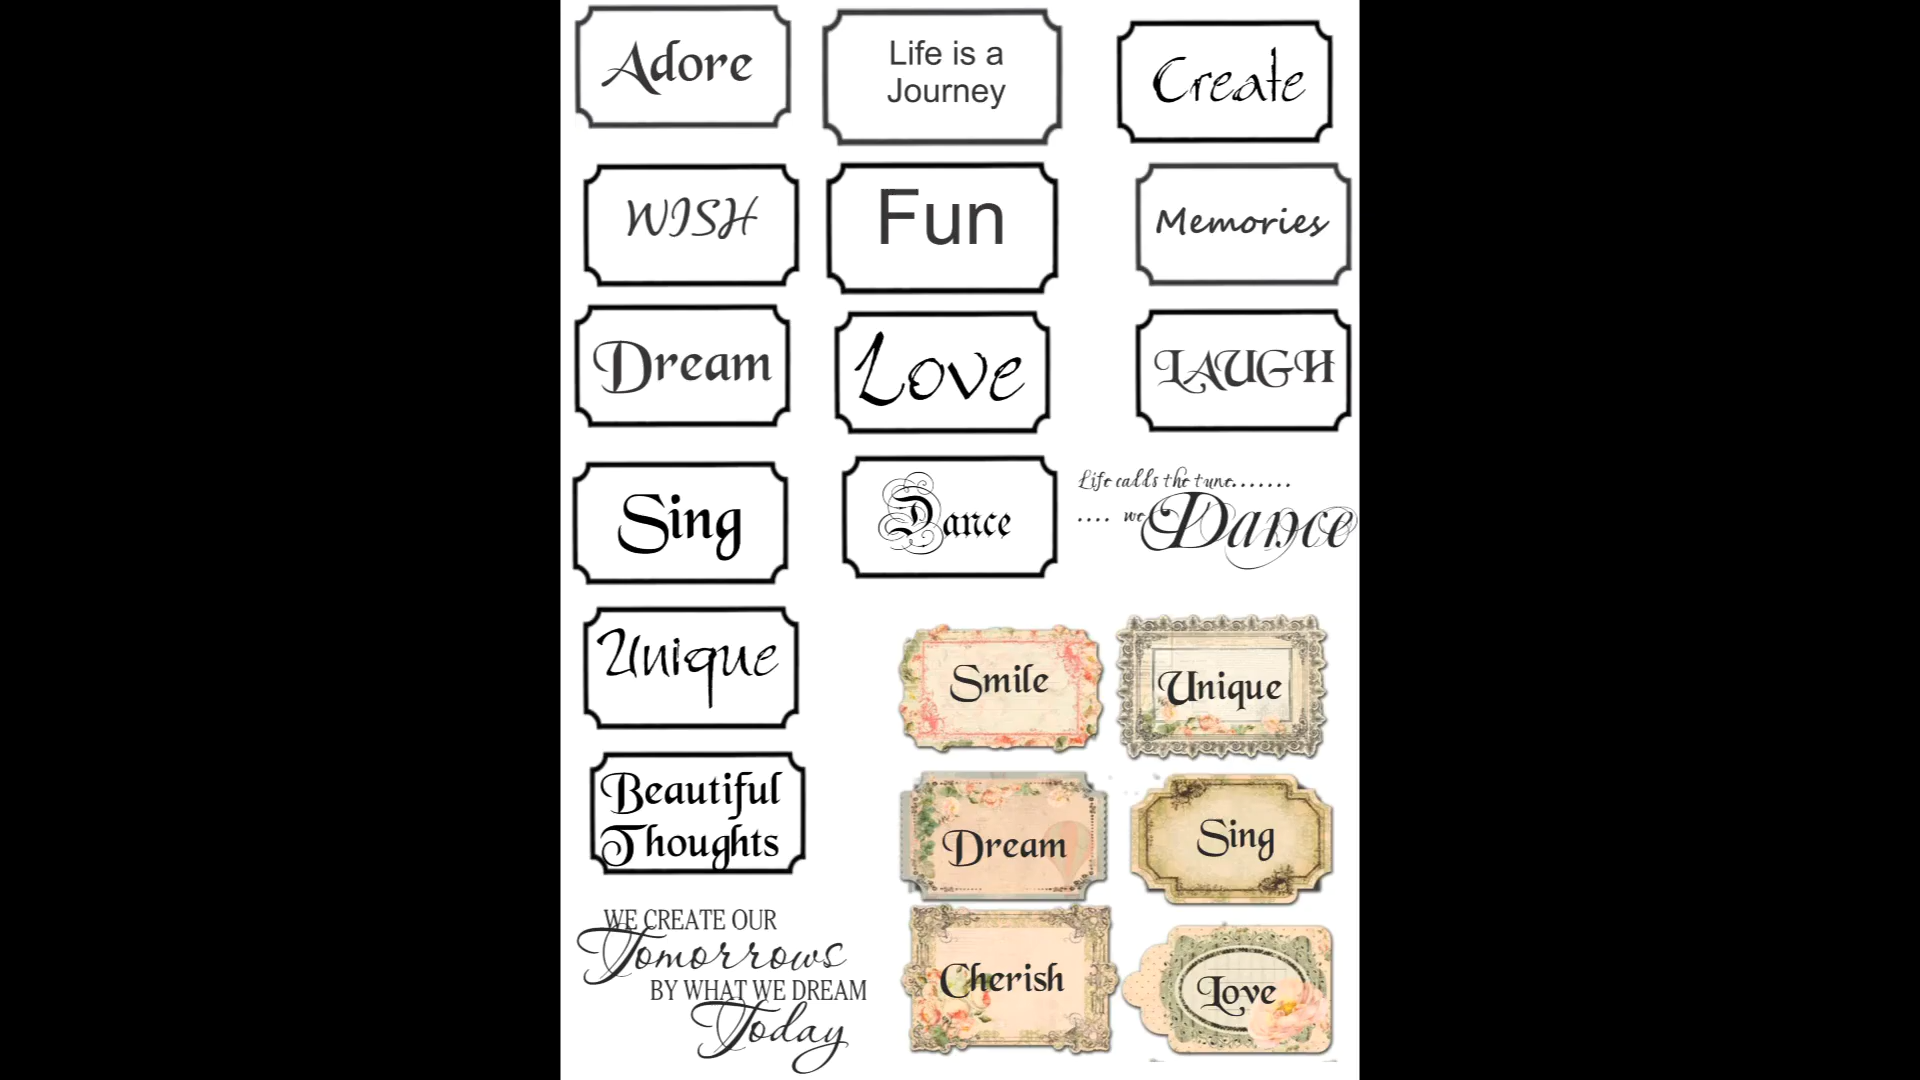 Adore
Life is a
Journey
Create
WISH
Fun
Memories
Dream
Love
LAUGH
Sing
Dance
Life calls the tune.......
.... we Dance
Unique
Smile
Unique
Beautiful
Thoughts
Dream
Sing
WE CREATE OUR
Tomorrows
BY WHAT WE DREAM
Today
Cherish
Love